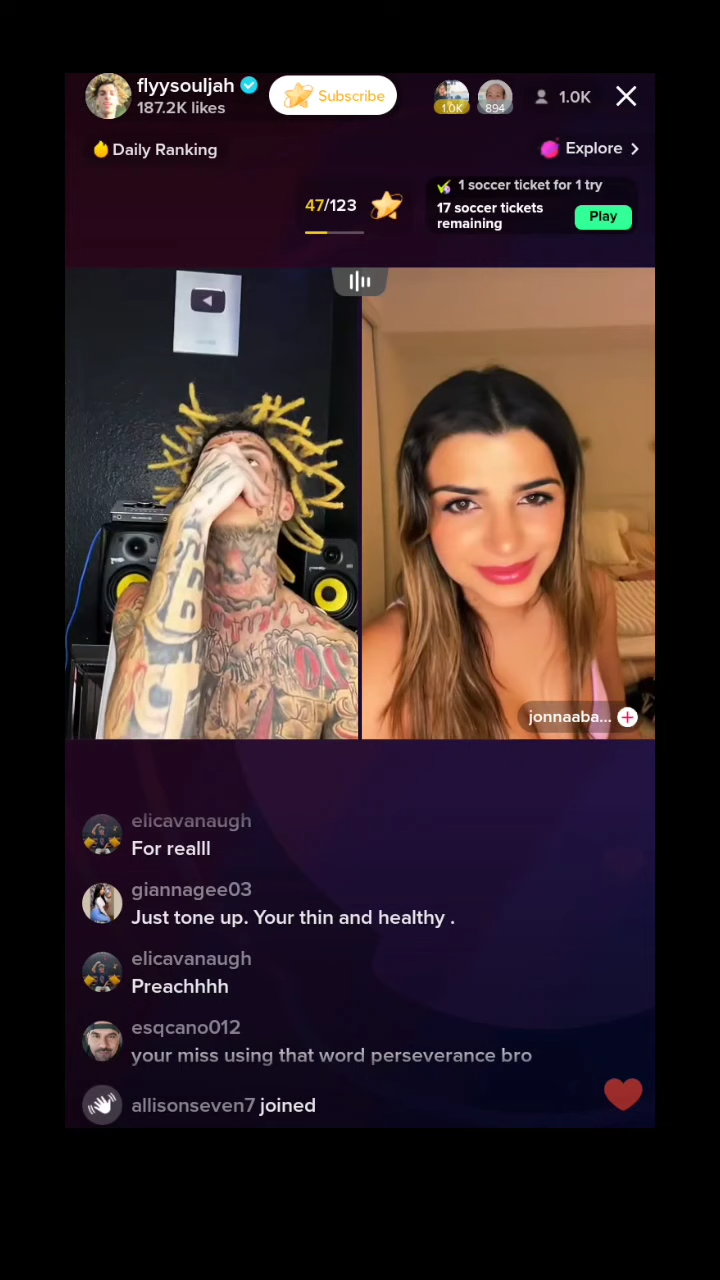 flyysouljah
187.2K likes
Subscribe
1.0K
894
1.0K
Daily Ranking
Explore
47/123
1 soccer ticket for 1 try
17 soccer tickets
remaining
Play
jonnaaba...
elicavanaugh
For realll
giannagee03
Just tone up. Your thin and healthy .
elicavanaugh
Preachhhh
esqcano012
your miss using that word perseverance bro
allisonseven7 joined